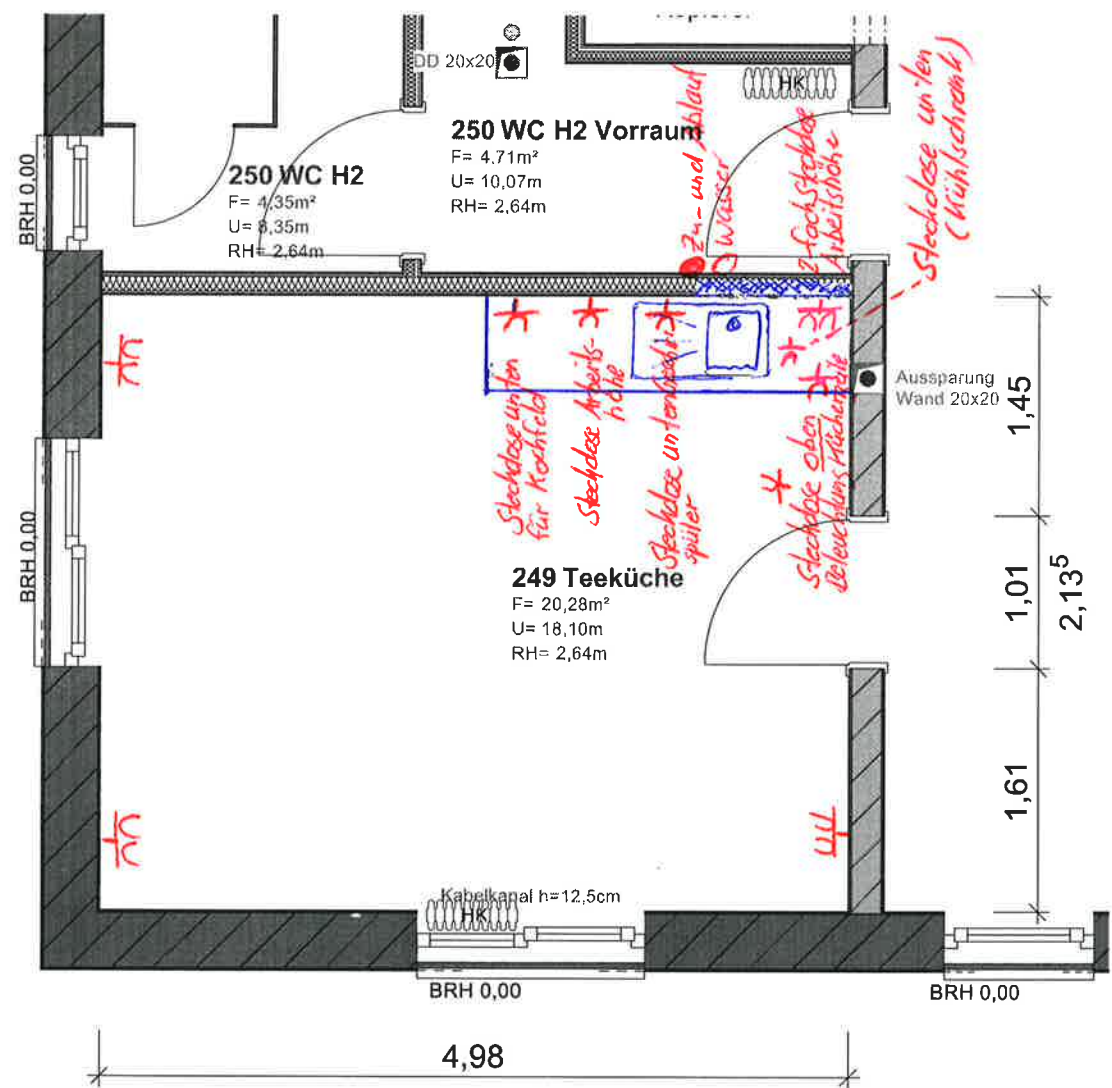 DD 20x20
HK
250 WC H2 Vorraum
F= 4,71m²
U= 10,07m
RH= 2,64m
250 WC H2
F= 4,35m²
U= 8,35m
RH= 2,64m
BRH 0,00
Zu- und Ablauf
Wasser
2-fach Steckdose
Arbeitshöhe
Steckdose unten
(Kühlschrank)
Steckdose unten
für Kochfeld
Steckdose Arbeits-
höhe
Steckdose unten Geschirr
spüler
Steckdose oben
Beleuchtung Küchenzeile
Aussparung
Wand 20x20
1,45
1,01
2,13⁵
1,61
BRH 0,00
249 Teeküche
F= 20,28m²
U= 18,10m
RH= 2,64m
Kabelkanal h=12,5cm
HK
BRH 0,00
BRH 0,00
4,98